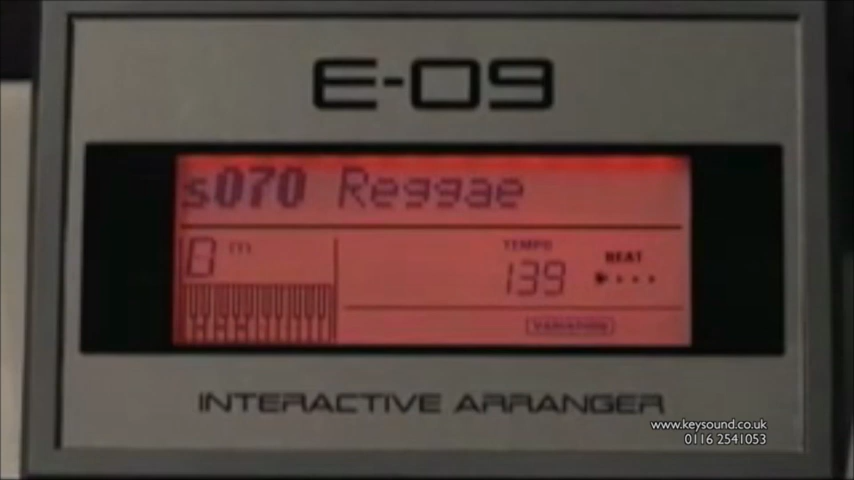 E-09
s070 Reggae
m
TEMPO
BEAT
139
VARIATION
INTERACTIVE ARRANGER
www.keysound.co.uk
0116 2541053